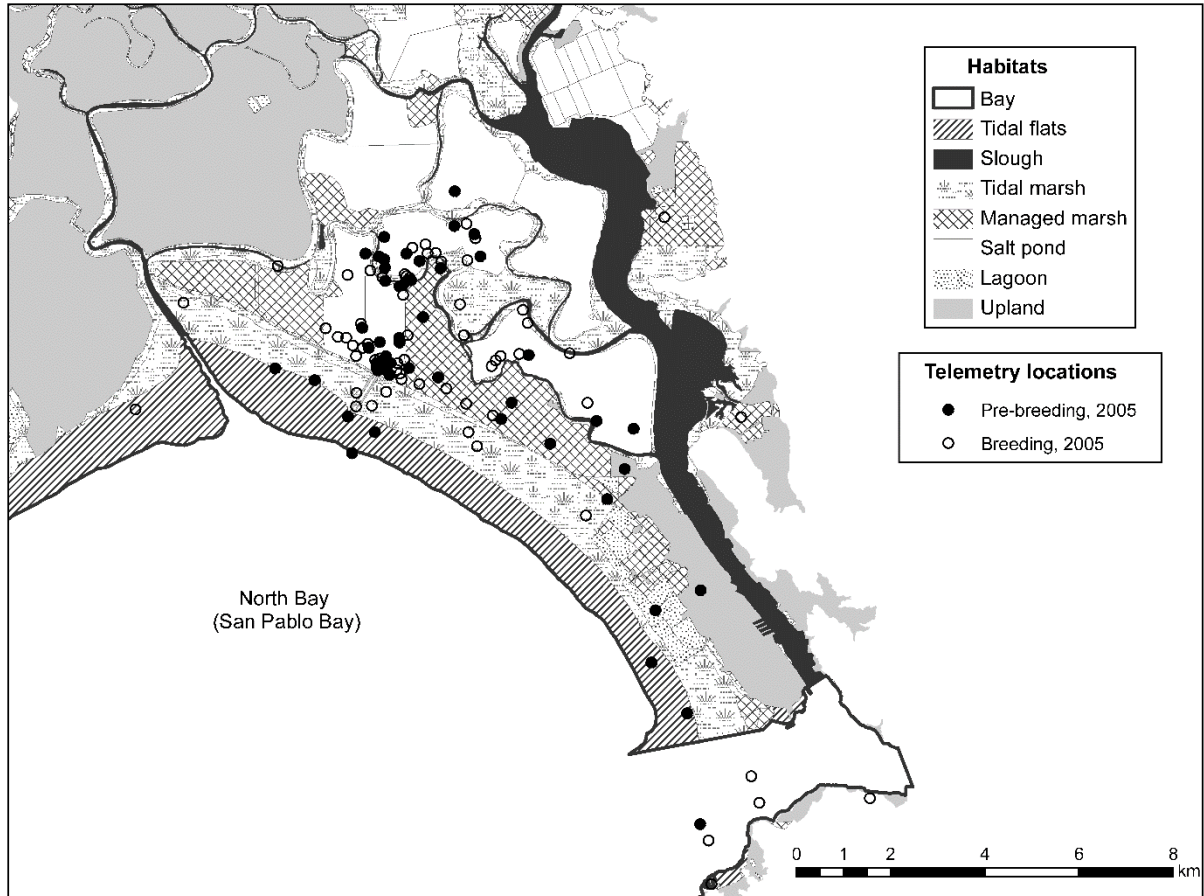 Habitats
Bay
Tidal flats
Slough
Tidal marsh
Managed marsh
Salt pond
Lagoon
Upland
Telemetry locations
Pre-breeding, 2005
Breeding, 2005
North Bay
(San Pablo Bay)
0 1 2 4 6 8
km